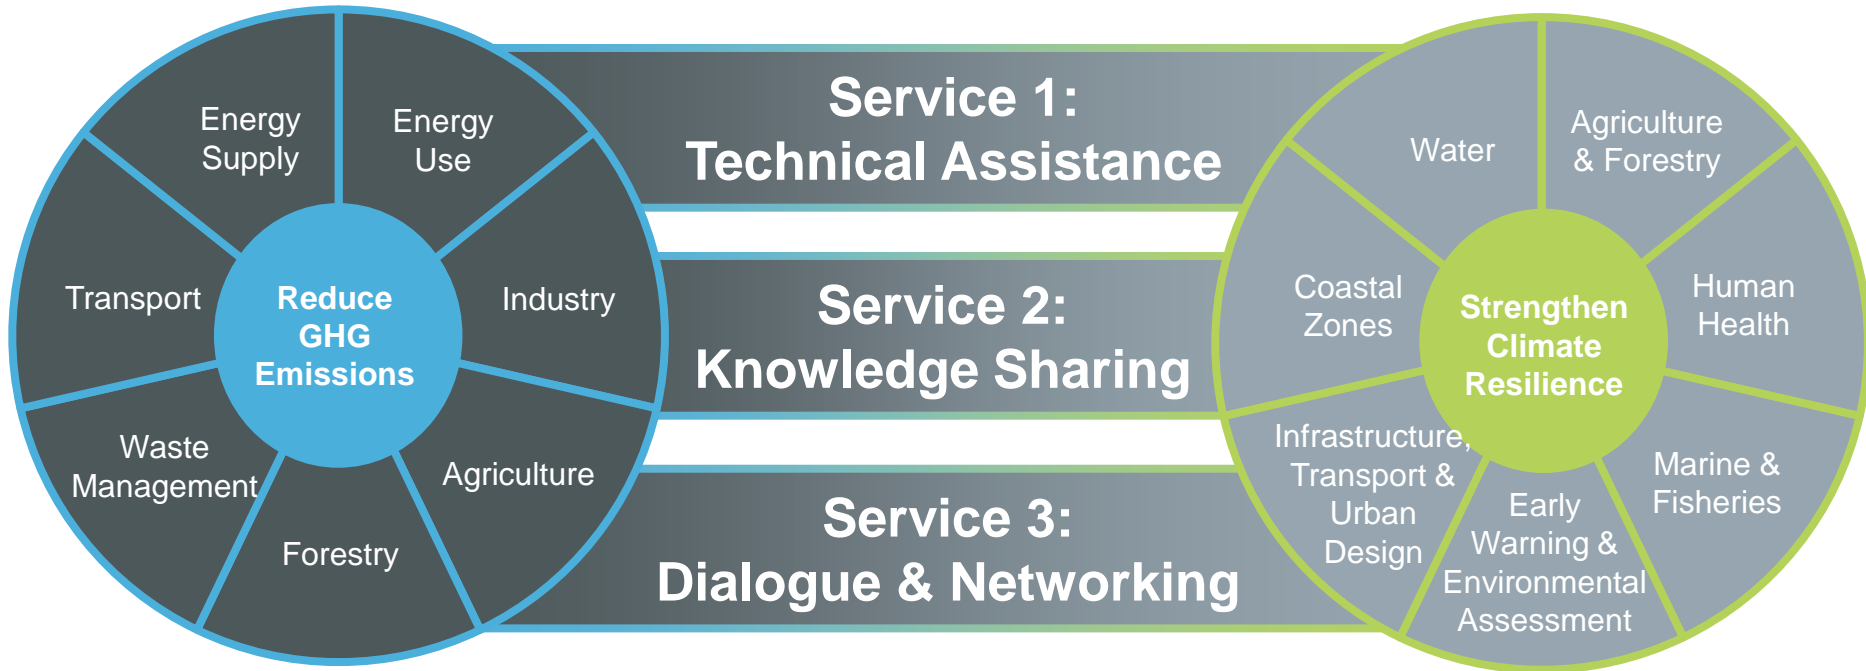 Energy
Supply
Energy
Use
Transport
Reduce
GHG
Emissions
Industry
Waste
Management
Agriculture
Forestry
Service 1:
Technical Assistance
Service 2:
Knowledge Sharing
Service 3:
Dialogue & Networking
Water
Agriculture
& Forestry
Coastal
Zones
Strengthen
Climate
Resilience
Human
Health
Infrastructure,
Transport &
Urban
Design
Early
Warning &
Environmental
Assessment
Marine &
Fisheries